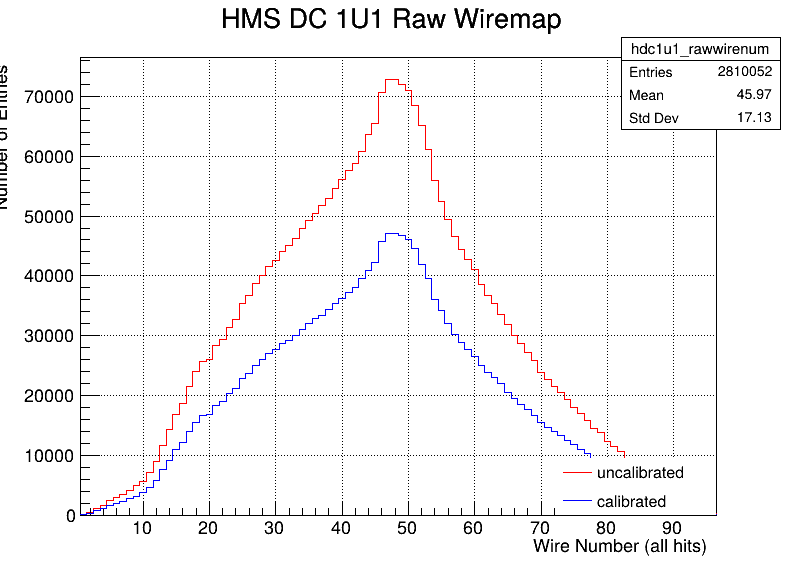 HMS DC 1U1 Raw Wiremap
hdc1u1_rawwirenum
Entries 2810052
Mean 45.97
Std Dev 17.13
Number of Entries
70000
60000
50000
40000
30000
20000
10000
0
uncalibrated
calibrated
10 20 30 40 50 60 70 80 90
Wire Number (all hits)